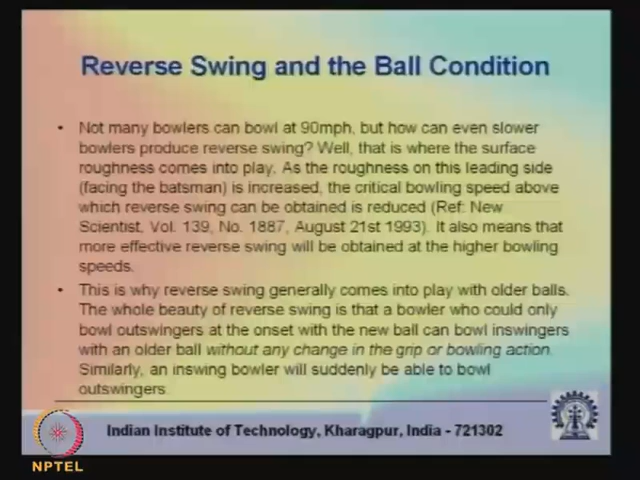 Reverse Swing and the Ball Condition
• Not many bowlers can bowl at 90mph, but how can even slower
bowlers produce reverse swing? Well, that is where the surface
roughness comes into play. As the roughness on this leading side
(facing the batsman) is increased, the critical bowling speed above
which reverse swing can be obtained is reduced (Ref: New
Scientist, Vol. 139, No. 1887, August 21st 1993). It also means that
more effective reverse swing will be obtained at the higher bowling
speeds.
• This is why reverse swing generally comes into play with older balls.
The whole beauty of reverse swing is that a bowler who could only
bowl outswingers at the onset with the new ball can bowl inswingers
with an older ball without any change in the grip or bowling action.
Similarly, an inswing bowler will suddenly be able to bowl
outswingers.
Indian Institute of Technology, Kharagpur, India - 721302
NPTEL